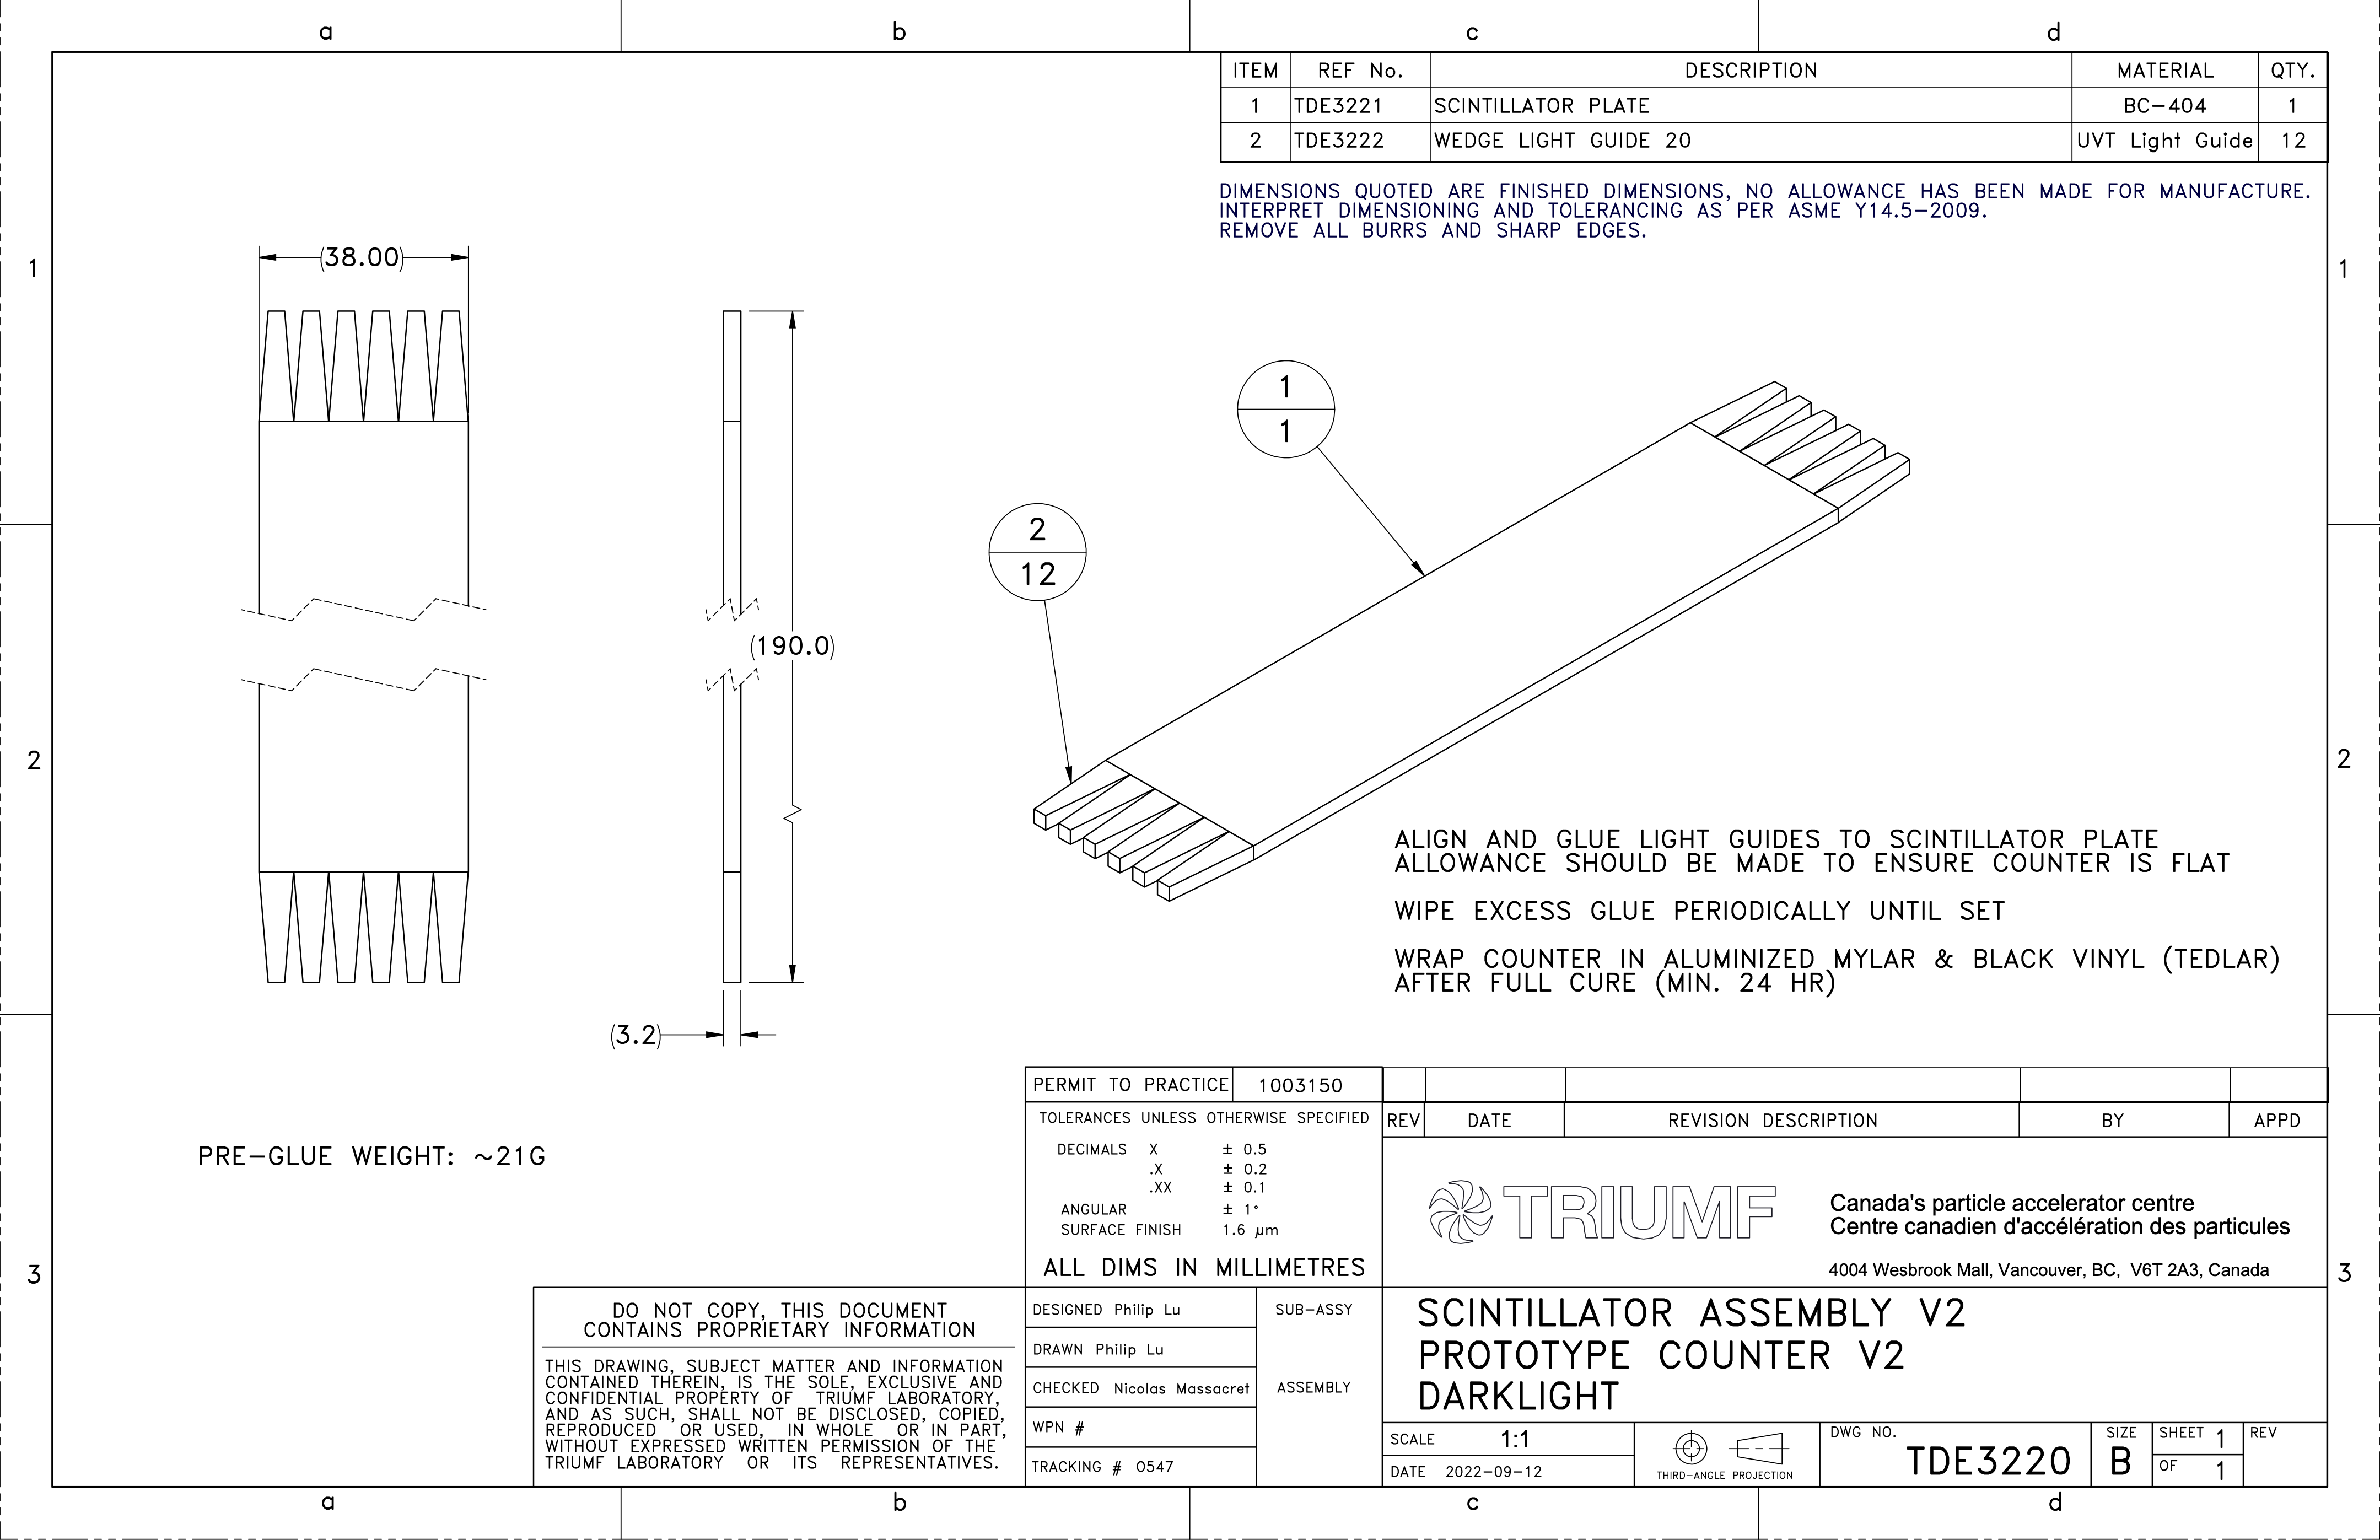 a b c d
ITEM REF No. DESCRIPTION MATERIAL QTY.
1 TDE3221 SCINTILLATOR PLATE BC-404 1
2 TDE3222 WEDGE LIGHT GUIDE 20 UVT Light Guide 12
DIMENSIONS QUOTED ARE FINISHED DIMENSIONS, NO ALLOWANCE HAS BEEN MADE FOR MANUFACTURE.
INTERPRET DIMENSIONING AND TOLERANCING AS PER ASME Y14.5-2009.
REMOVE ALL BURRS AND SHARP EDGES.
1 1
(38.00)
1
1
2
12
(190.0)
2 2
ALIGN AND GLUE LIGHT GUIDES TO SCINTILLATOR PLATE
ALLOWANCE SHOULD BE MADE TO ENSURE COUNTER IS FLAT
WIPE EXCESS GLUE PERIODICALLY UNTIL SET
WRAP COUNTER IN ALUMINIZED MYLAR & BLACK VINYL (TEDLAR)
AFTER FULL CURE (MIN. 24 HR)
(3.2)
PRE-GLUE WEIGHT: ~21G
PERMIT TO PRACTICE 1003150
TOLERANCES UNLESS OTHERWISE SPECIFIED
DECIMALS X ± 0.5
.X ± 0.2
.XX ± 0.1
ANGULAR ± 1°
SURFACE FINISH 1.6 µm
ALL DIMS IN MILLIMETRES
REV DATE REVISION DESCRIPTION BY APPD
TRIUMF
Canada's particle accelerator centre
Centre canadien d'accélération des particules
4004 Wesbrook Mall, Vancouver, BC, V6T 2A3, Canada
3 3
DO NOT COPY, THIS DOCUMENT
CONTAINS PROPRIETARY INFORMATION
THIS DRAWING, SUBJECT MATTER AND INFORMATION
CONTAINED THEREIN, IS THE SOLE, EXCLUSIVE AND
CONFIDENTIAL PROPERTY OF TRIUMF LABORATORY,
AND AS SUCH, SHALL NOT BE DISCLOSED, COPIED,
REPRODUCED OR USED, IN WHOLE OR IN PART,
WITHOUT EXPRESSED WRITTEN PERMISSION OF THE
TRIUMF LABORATORY OR ITS REPRESENTATIVES.
DESIGNED Philip Lu SUB-ASSY
DRAWN Philip Lu
CHECKED Nicolas Massacret ASSEMBLY
WPN #
TRACKING # 0547
SCINTILLATOR ASSEMBLY V2
PROTOTYPE COUNTER V2
DARKLIGHT
SCALE 1:1
DATE 2022-09-12
THIRD-ANGLE PROJECTION
DWG NO. TDE3220
SIZE B
SHEET 1
OF 1
REV
a b c d